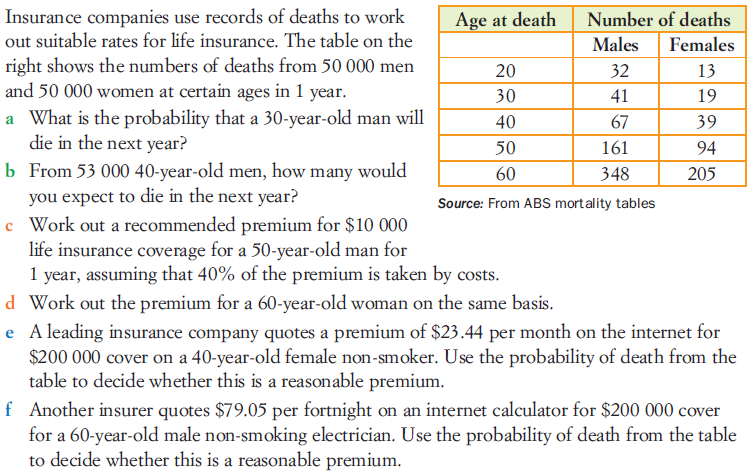 Insurance companies use records of deaths to work
out suitable rates for life insurance. The table on the
right shows the numbers of deaths from 50 000 men
and 50 000 women at certain ages in 1 year.
a What is the probability that a 30-year-old man will
die in the next year?
b From 53 000 40-year-old men, how many would
you expect to die in the next year?
c Work out a recommended premium for $10 000
life insurance coverage for a 50-year-old man for
1 year, assuming that 40% of the premium is taken by costs.
d Work out the premium for a 60-year-old woman on the same basis.
e A leading insurance company quotes a premium of $23.44 per month on the internet for
$200 000 cover on a 40-year-old female non-smoker. Use the probability of death from the
table to decide whether this is a reasonable premium.
f Another insurer quotes $79.05 per fortnight on an internet calculator for $200 000 cover
for a 60-year-old male non-smoking electrician. Use the probability of death from the table
to decide whether this is a reasonable premium.
Age at death Number of deaths
Males Females
20 32 13
30 41 19
40 67 39
50 161 94
60 348 205
Source: From ABS mortality tables